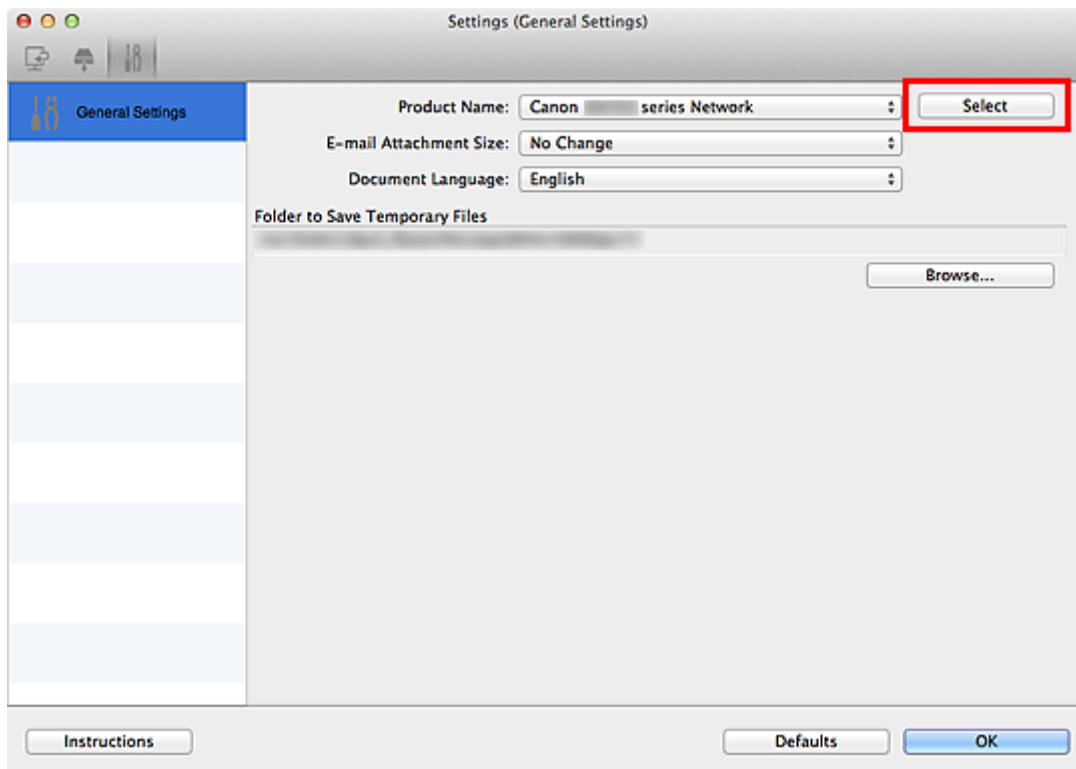 Settings (General Settings)
General Settings
Product Name: Canon series Network Select
E-mail Attachment Size: No Change
Document Language: English
Folder to Save Temporary Files
Browse...
Instructions Defaults OK